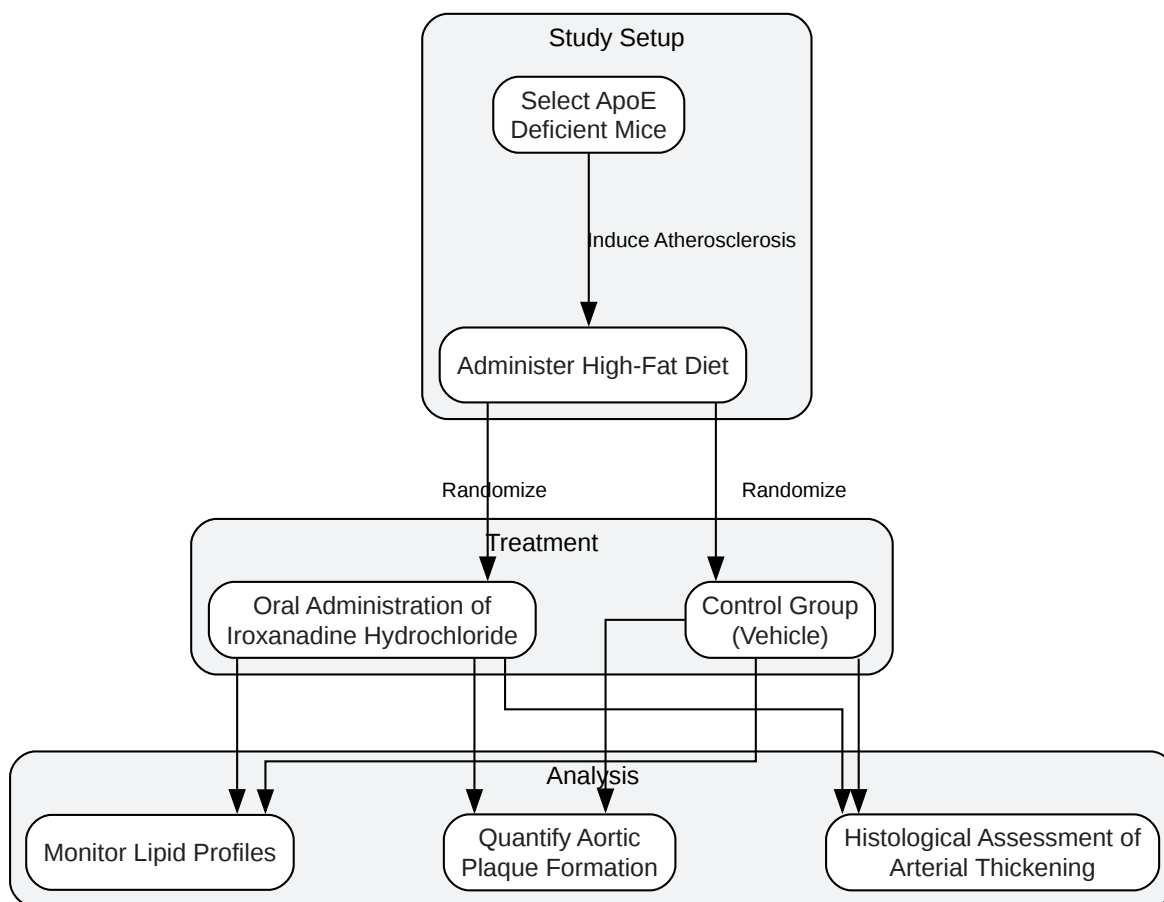 Study Setup
Select ApoE
Deficient Mice
Induce Atherosclerosis
Administer High-Fat Diet
Randomize
Randomize
Treatment
Oral Administration of
Iroxanadine Hydrochloride
Control Group
(Vehicle)
Analysis
Monitor Lipid Profiles
Quantify Aortic
Plaque Formation
Histological Assessment of
Arterial Thickening